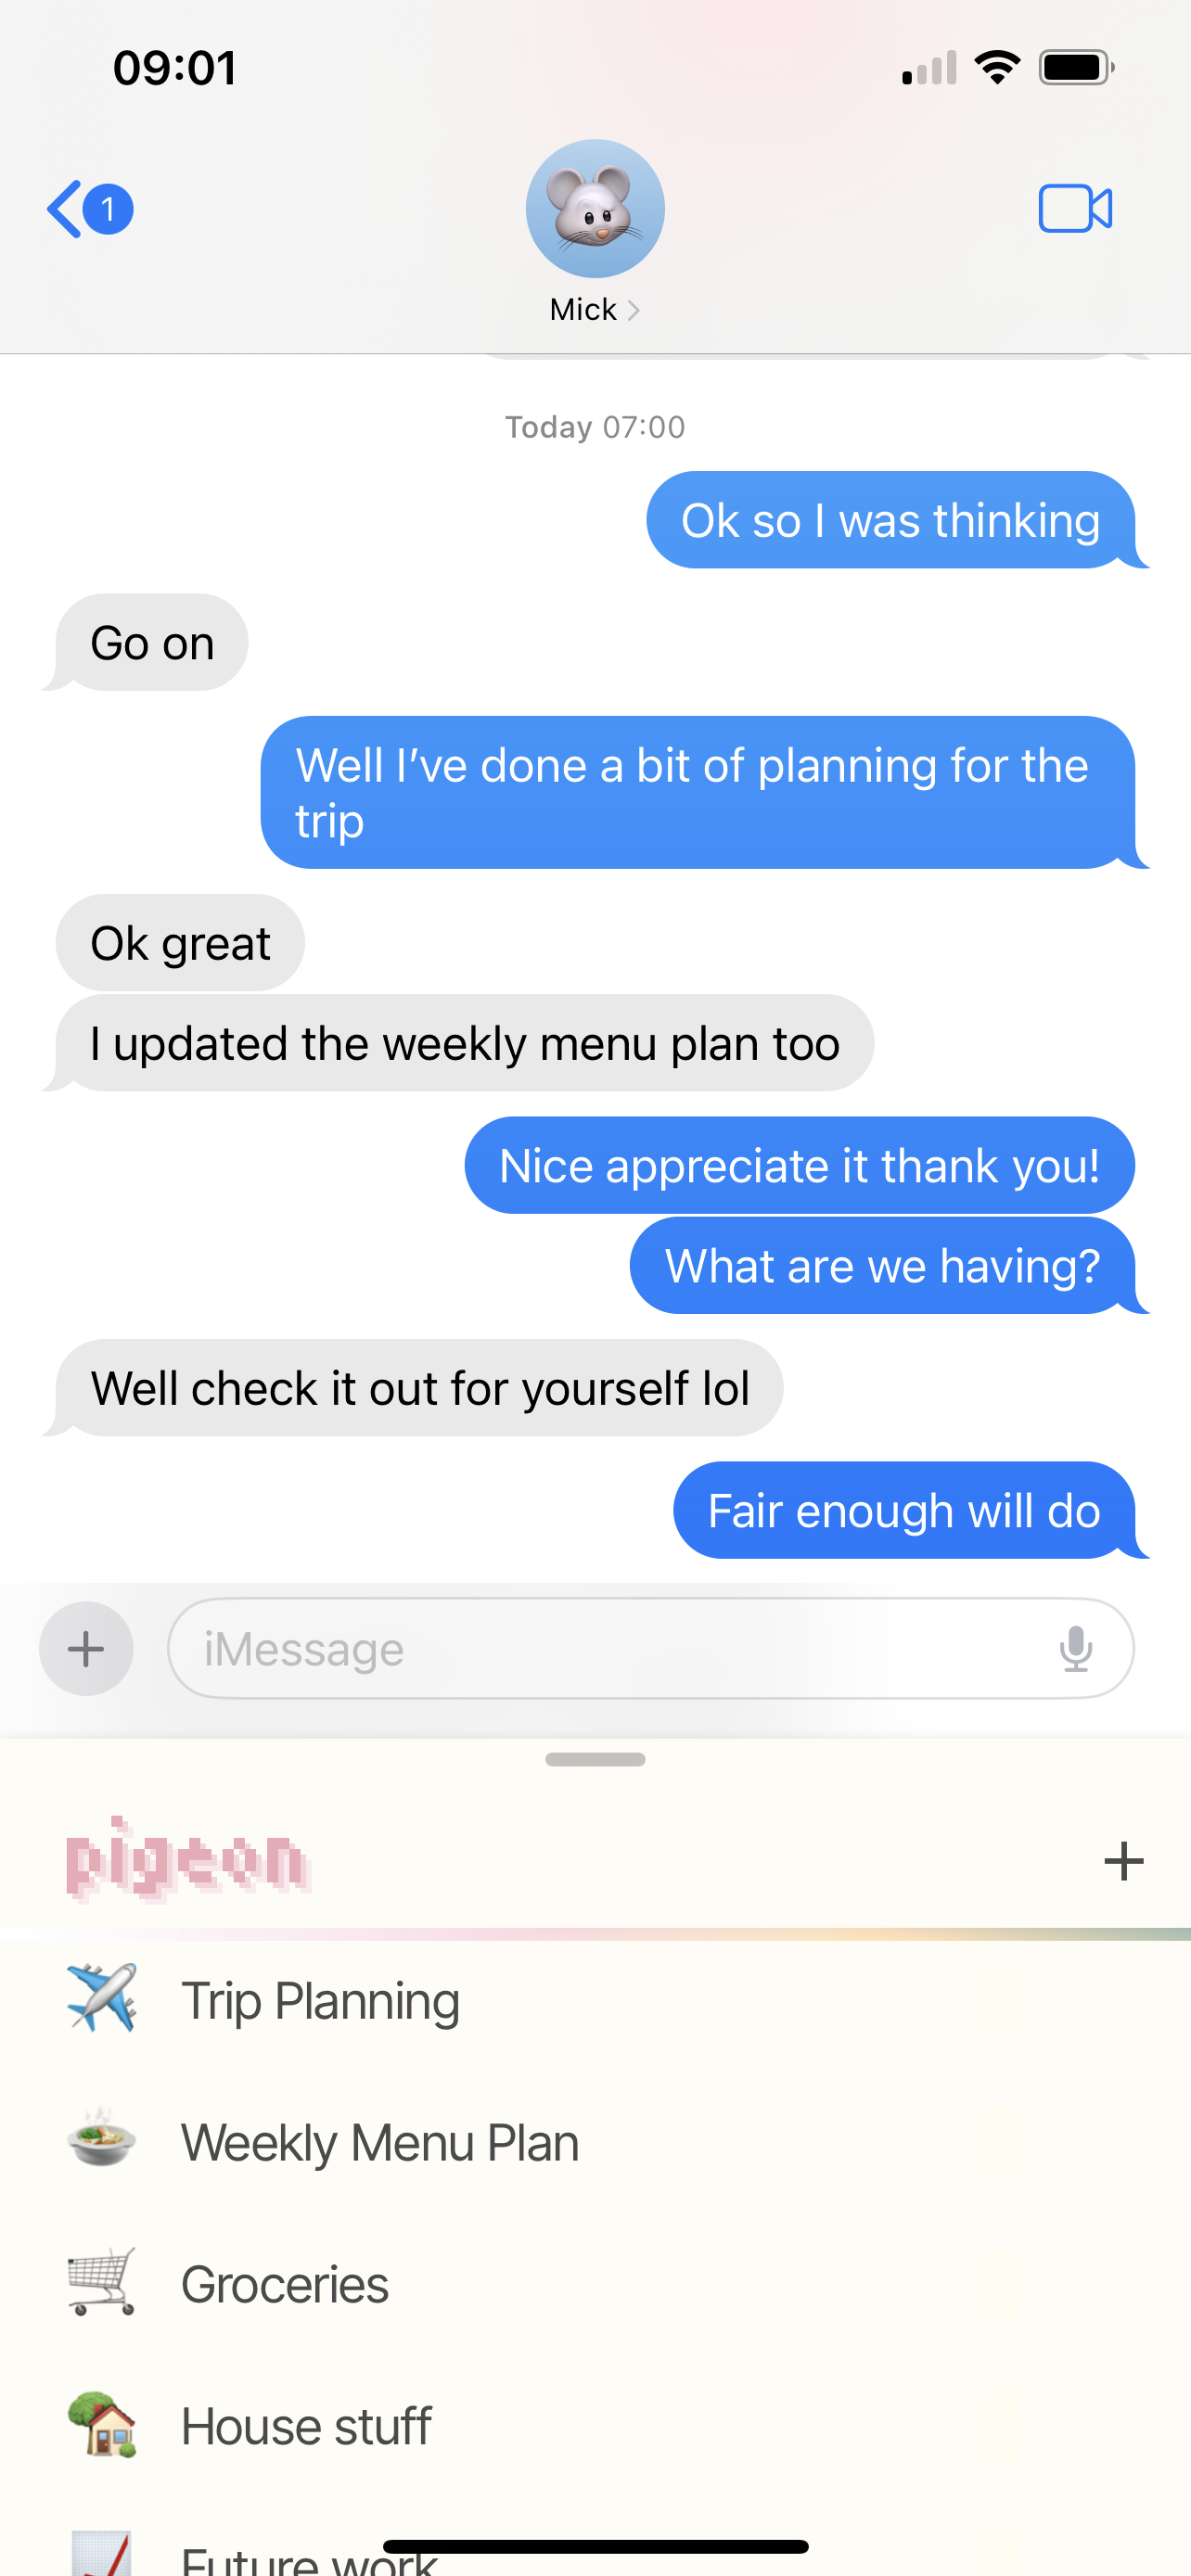 09:01
1
Mick
Today 07:00
Ok so I was thinking
Go on
Well I’ve done a bit of planning for the
trip
Ok great
I updated the weekly menu plan too
Nice appreciate it thank you!
What are we having?
Well check it out for yourself lol
Fair enough will do
iMessage
pigeon
Trip Planning
Weekly Menu Plan
Groceries
House stuff
Future work